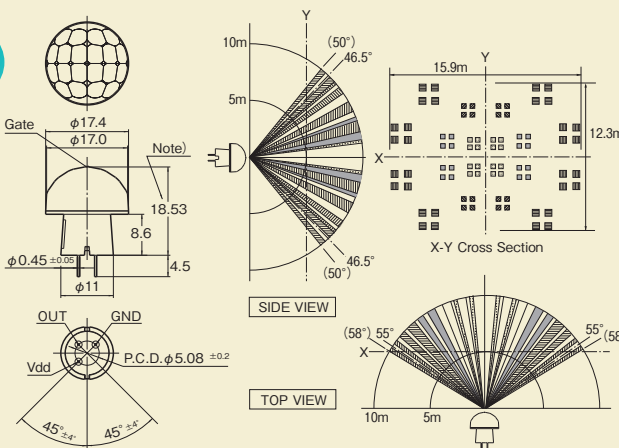 Gate
φ17.4
φ17.0
Note)
18.53
8.6
4.5
φ0.45 ±0.05
φ11
OUT
GND
Vdd
P.C.D.φ5.08 ±0.2
45° ±4°
45° ±4°
Y
10m
5m
(50°)
46.5°
46.5°
(50°)
SIDE VIEW
Y
15.9m
12.3m
X
X-Y Cross Section
(58°)
55°
X
55°
(58
10m
5m
TOP VIEW